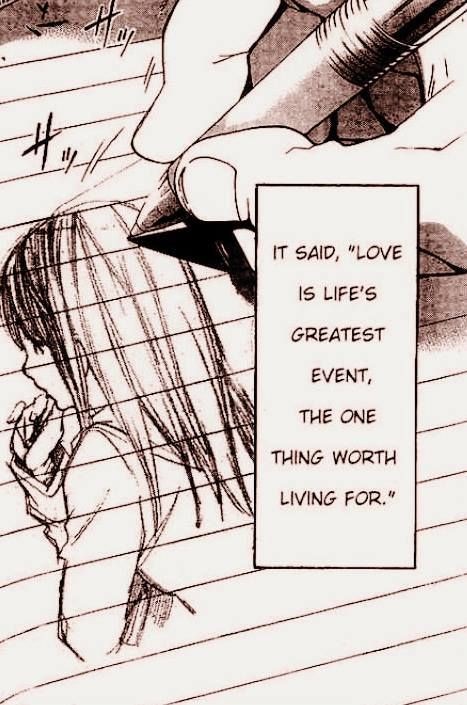 IT SAID, "LOVE
IS LIFE'S
GREATEST
EVENT,
THE ONE
THING WORTH
LIVING FOR."